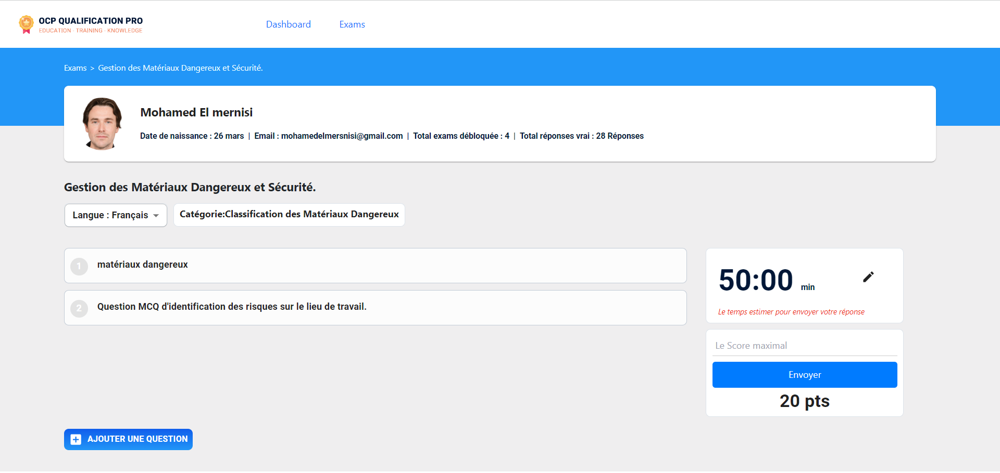 OCP QUALIFICATION PRO
EDUCATION - TRAINING - KNOWLEDGE
Dashboard
Exams
Exams > Gestion des Matériaux Dangereux et Sécurité.
Mohamed El mernisi
Date de naissance : 26 mars | Email : mohamedelmersnisi@gmail.com | Total exams débloquée : 4 | Total réponses vrai : 28 Réponses
Gestion des Matériaux Dangereux et Sécurité.
Langue : Français
Catégorie:Classification des Matériaux Dangereux
1 matériaux dangereux
2 Question MCQ d'identification des risques sur le lieu de travail.
50:00 min
Le temps estimer pour envoyer votre réponse
Le Score maximal
Envoyer
20 pts
AJOUTER UNE QUESTION